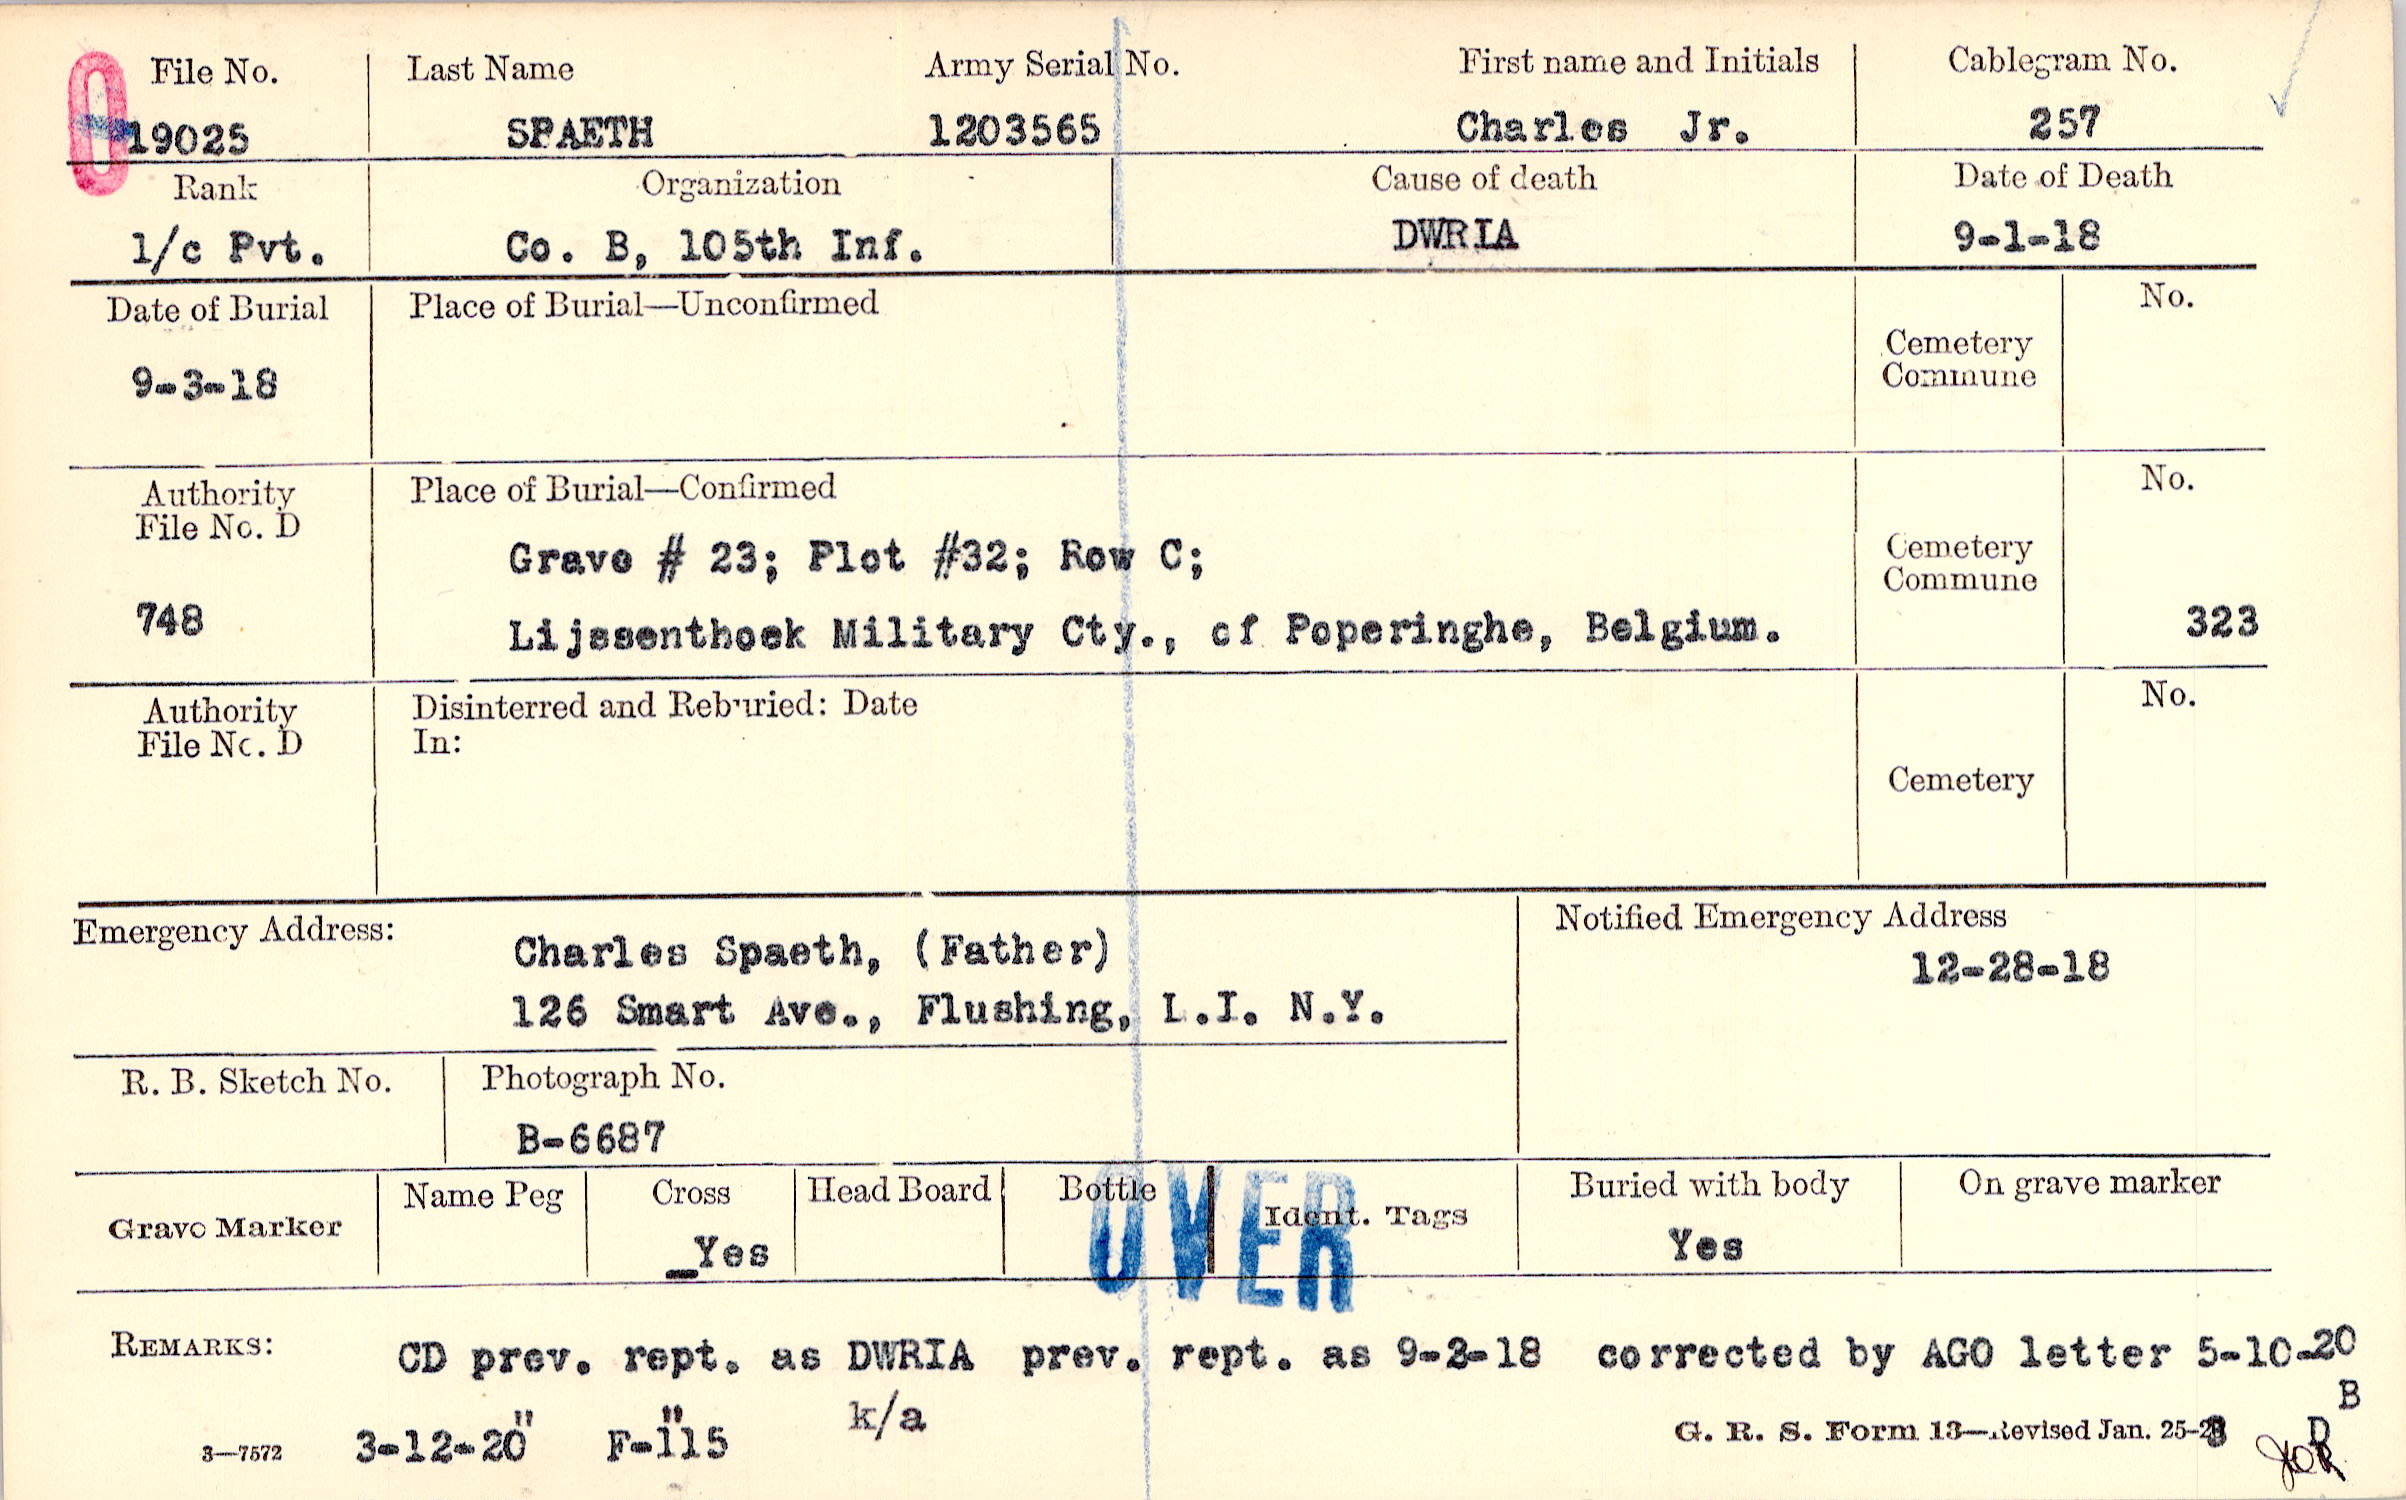 File No. Last Name Army Serial No. First name and Initials Cablegram No.
19025 SPAETH 1203565 Charles Jr. 257
Rank Organization Cause of death Date of Death
1/c Pvt. Co. B, 105th Inf. DWRIA 9-1-18
Date of Burial Place of Burial—Unconfirmed No.
Cemetery
Commune
9-3-18
Authority Place of Burial—Confirmed No.
File No. D
Grave # 23; Plot #32; Row C; Cemetery
Commune
748 Lijssenthoek Military Cty., of Poperinghe, Belgium. 323
Authority Disinterred and Reburied: Date No.
File No. D In:
Cemetery
Emergency Address: Notified Emergency Address
Charles Spaeth, (Father) 12-28-18
126 Smart Ave., Flushing, L.I. N.Y.
R. B. Sketch No. Photograph No.
B-6687
Grave Marker Name Peg Cross Head Board Bottle Ident. Tags Buried with body On grave marker
Yes Yes
OVER
REMARKS: CD prev. rept. as DWRIA prev. rept. as 9-2-18 corrected by AGO letter 5-10-20
B
3-12-20" F-115 " k/a
3—7572 G. R. S. Form 13—Revised Jan. 25-
D